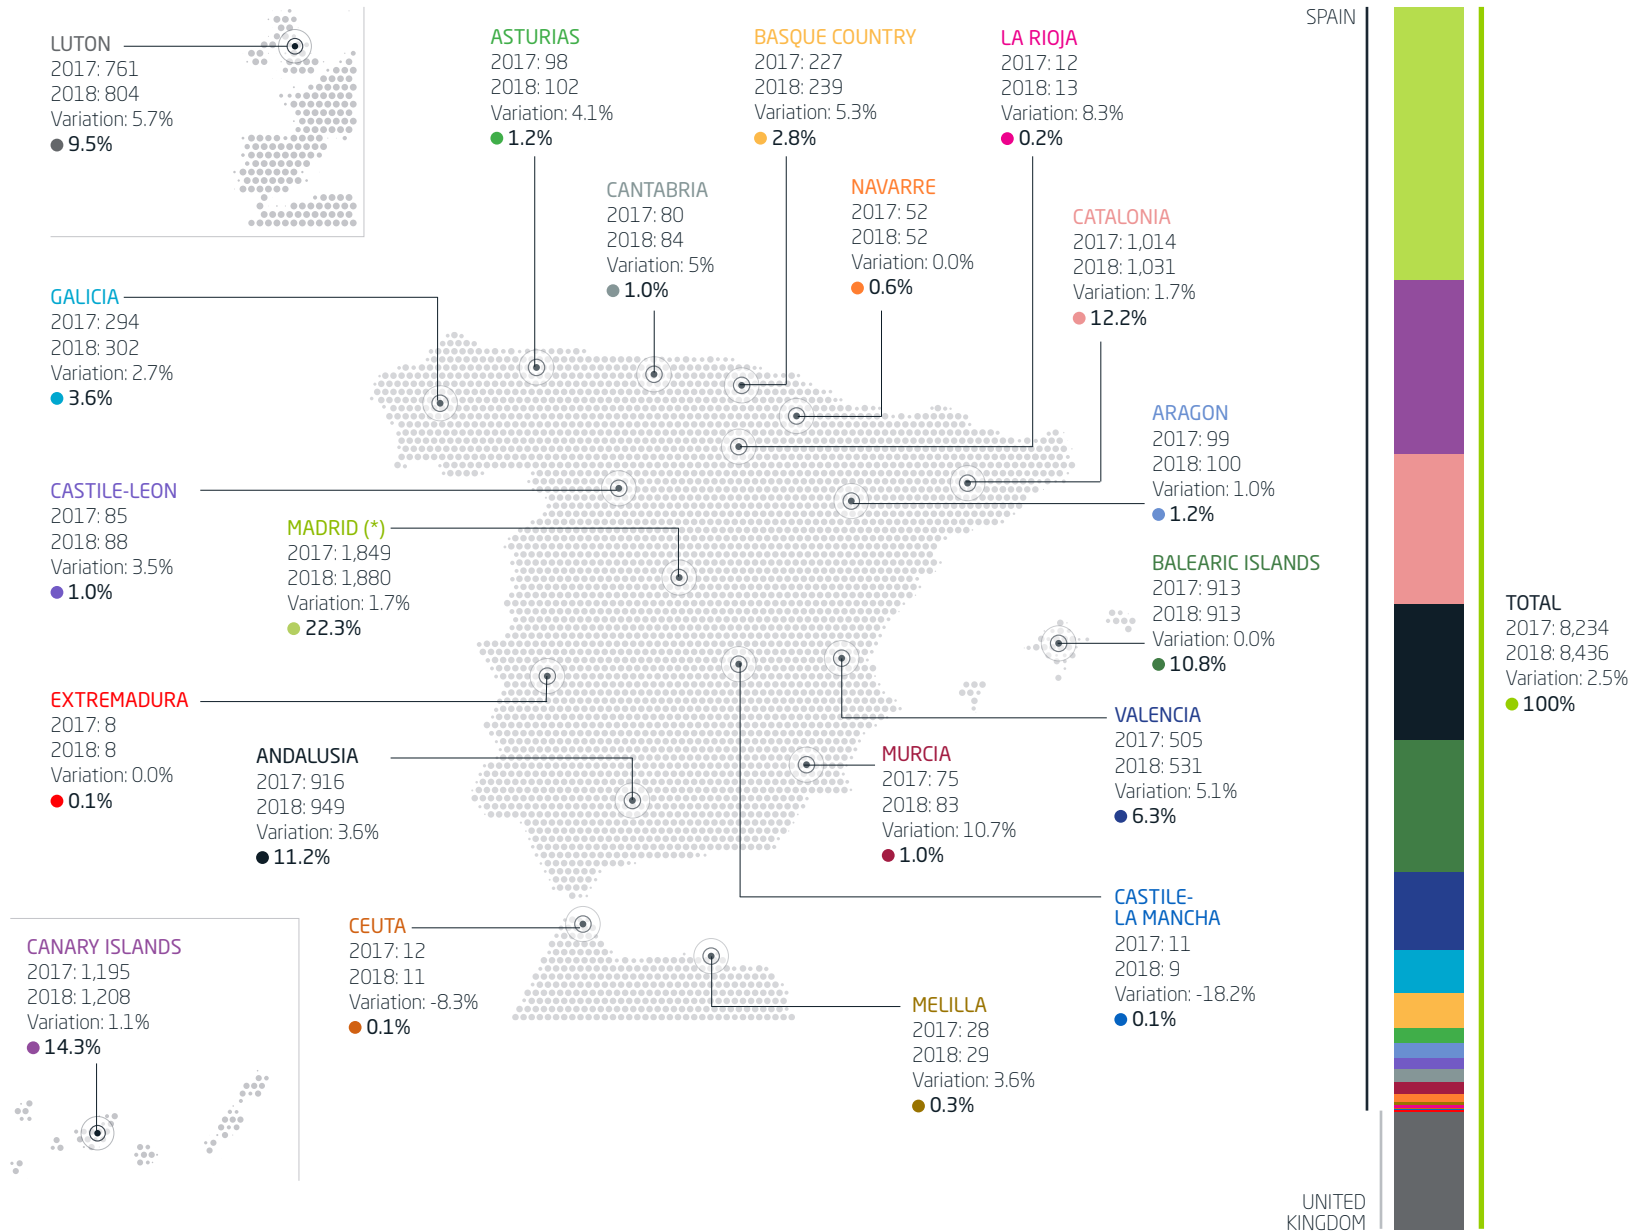 LUTON
2017: 761
2018: 804
Variation: 5.7%
9.5%
ASTURIAS
2017: 98
2018: 102
Variation: 4.1%
1.2%
BASQUE COUNTRY
2017: 227
2018: 239
Variation: 5.3%
2.8%
LA RIOJA
2017: 12
2018: 13
Variation: 8.3%
0.2%
CANTABRIA
2017: 80
2018: 84
Variation: 5%
1.0%
NAVARRE
2017: 52
2018: 52
Variation: 0.0%
0.6%
CATALONIA
2017: 1,014
2018: 1,031
Variation: 1.7%
12.2%
GALICIA
2017: 294
2018: 302
Variation: 2.7%
3.6%
ARAGON
2017: 99
2018: 100
Variation: 1.0%
1.2%
CASTILE-LEON
2017: 85
2018: 88
Variation: 3.5%
1.0%
MADRID (*)
2017: 1,849
2018: 1,880
Variation: 1.7%
22.3%
BALEARIC ISLANDS
2017: 913
2018: 913
Variation: 0.0%
10.8%
EXTREMADURA
2017: 8
2018: 8
Variation: 0.0%
0.1%
ANDALUSIA
2017: 916
2018: 949
Variation: 3.6%
11.2%
MURCIA
2017: 75
2018: 83
Variation: 10.7%
1.0%
VALENCIA
2017: 505
2018: 531
Variation: 5.1%
6.3%
CASTILE-
LA MANCHA
2017: 11
2018: 9
Variation: -18.2%
0.1%
CEUTA
2017: 12
2018: 11
Variation: -8.3%
0.1%
CANARY ISLANDS
2017: 1,195
2018: 1,208
Variation: 1.1%
14.3%
MELILLA
2017: 28
2018: 29
Variation: 3.6%
0.3%
SPAIN
TOTAL
2017: 8,234
2018: 8,436
Variation: 2.5%
100%
UNITED
KINGDOM